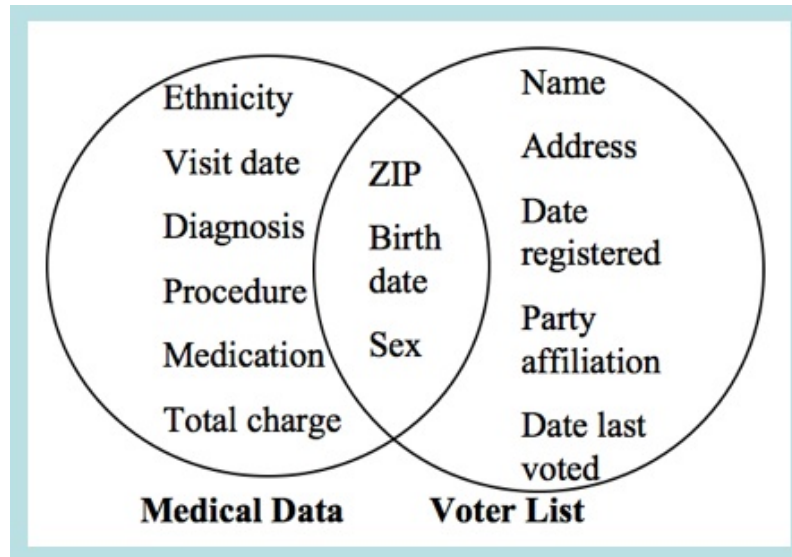 Ethnicity
Visit date
Diagnosis
Procedure
Medication
Total charge
ZIP
Birth
date
Sex
Name
Address
Date
registered
Party
affiliation
Date last
voted
Medical Data
Voter List